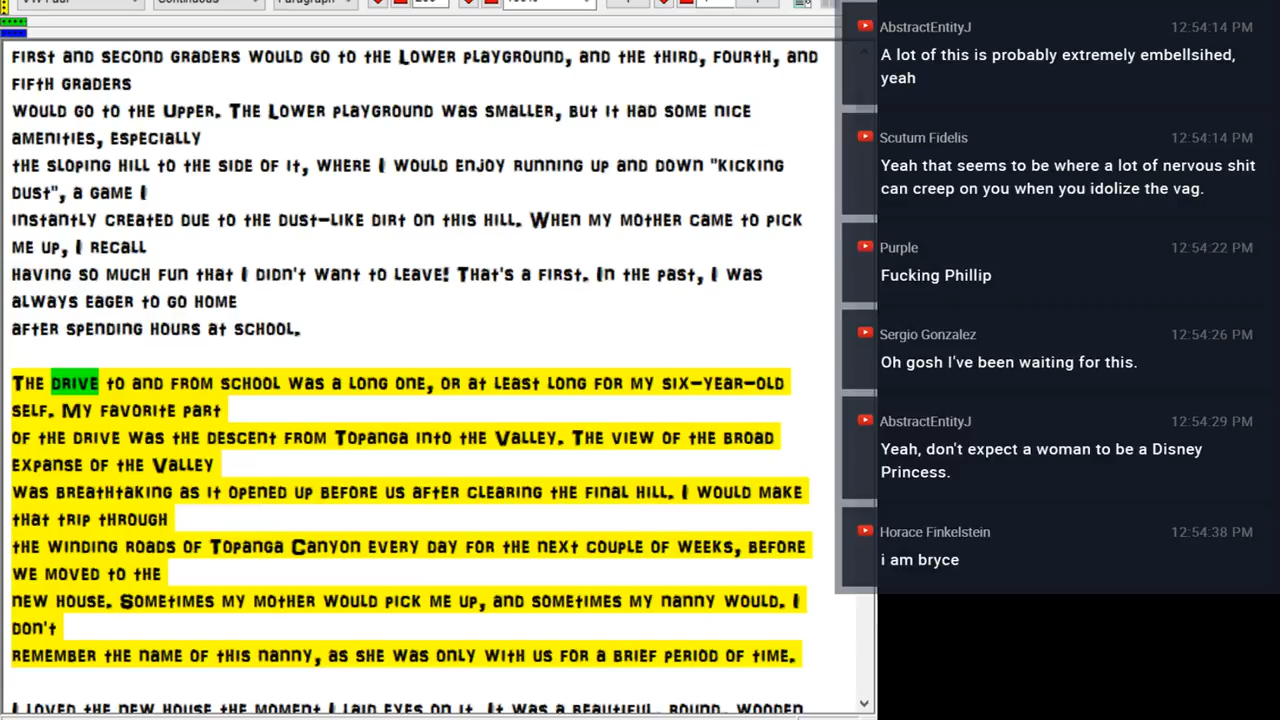 VW Paul
Continuous
Paragraph
FIRST AND SECOND GRADERS WOULD GO TO THE LOWER PLAYGROUND, AND THE THIRD, FOURTH, AND
FIFTH GRADERS
WOULD GO TO THE UPPER. THE LOWER PLAYGROUND WAS SMALLER, BUT IT HAD SOME NICE
AMENITIES, ESPECIALLY
THE SLOPING HILL TO THE SIDE OF IT, WHERE I WOULD ENJOY RUNNING UP AND DOWN "KICKING
DUST", A GAME I
INSTANTLY CREATED DUE TO THE DUST-LIKE DIRT ON THIS HILL. WHEN MY MOTHER CAME TO PICK
ME UP, I RECALL
HAVING SO MUCH FUN THAT I DIDN'T WANT TO LEAVE! THAT'S A FIRST. IN THE PAST, I WAS
ALWAYS EAGER TO GO HOME
AFTER SPENDING HOURS AT SCHOOL.
THE DRIVE TO AND FROM SCHOOL WAS A LONG ONE, OR AT LEAST LONG FOR MY SIX-YEAR-OLD
SELF. MY FAVORITE PART
OF THE DRIVE WAS THE DESCENT FROM TOPANGA INTO THE VALLEY. THE VIEW OF THE BROAD
EXPANSE OF THE VALLEY
WAS BREATHTAKING AS IT OPENED UP BEFORE US AFTER CLEARING THE FINAL HILL. I WOULD MAKE
THAT TRIP THROUGH
THE WINDING ROADS OF TOPANGA CANYON EVERY DAY FOR THE NEXT COUPLE OF WEEKS, BEFORE
WE MOVED TO THE
NEW HOUSE. SOMETIMES MY MOTHER WOULD PICK ME UP, AND SOMETIMES MY NANNY WOULD. I
DON'T
REMEMBER THE NAME OF THIS NANNY, AS SHE WAS ONLY WITH US FOR A BRIEF PERIOD OF TIME.
I LOVED THE NEW HOUSE THE MOMENT I LAID EYES ON IT. IT WAS A BEAUTIFUL, ROUND, WOODEN
AbstractEntityJ 12:54:14 PM
A lot of this is probably extremely embellsihed,
yeah
Scutum Fidelis 12:54:14 PM
Yeah that seems to be where a lot of nervous shit
can creep on you when you idolize the vag.
Purple 12:54:22 PM
Fucking Phillip
Sergio Gonzalez 12:54:26 PM
Oh gosh I've been waiting for this.
AbstractEntityJ 12:54:29 PM
Yeah, don't expect a woman to be a Disney
Princess.
Horace Finkelstein 12:54:38 PM
i am bryce